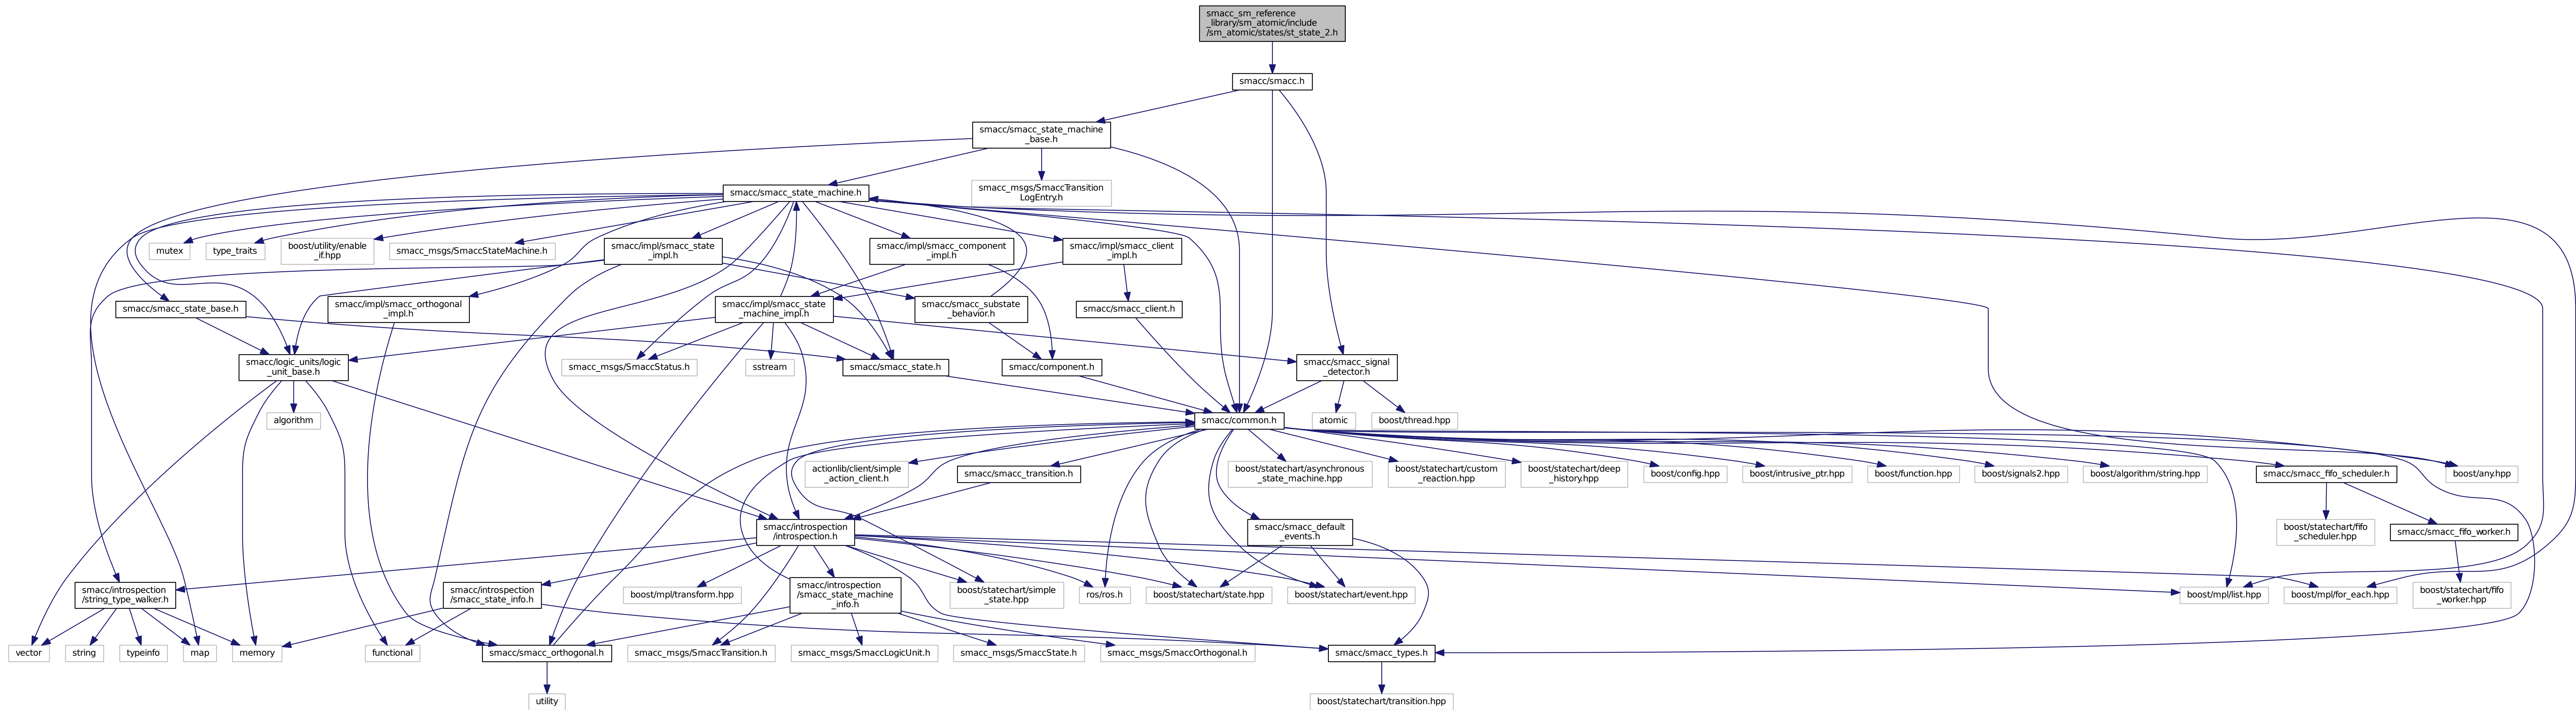 smacc_sm_reference
_library/sm_atomic/include
/sm_atomic/states/st_state_2.h
smacc/smacc.h
smacc/smacc_state_machine
_base.h
smacc/smacc_state_machine.h
smacc_msgs/SmaccTransition
LogEntry.h
mutex
type_traits
boost/utility/enable
_if.hpp
smacc_msgs/SmaccStateMachine.h
smacc/impl/smacc_state
_impl.h
smacc/impl/smacc_component
_impl.h
smacc/impl/smacc_client
_impl.h
smacc/smacc_state_base.h
smacc/impl/smacc_orthogonal
_impl.h
smacc/impl/smacc_state
_machine_impl.h
smacc/smacc_substate
_behavior.h
smacc/smacc_client.h
smacc/logic_units/logic
_unit_base.h
smacc_msgs/SmaccStatus.h
sstream
smacc/smacc_state.h
smacc/component.h
smacc/smacc_signal
_detector.h
algorithm
smacc/common.h
atomic
boost/thread.hpp
actionlib/client/simple
_action_client.h
smacc/smacc_transition.h
boost/statechart/asynchronous
_state_machine.hpp
boost/statechart/custom
_reaction.hpp
boost/statechart/deep
_history.hpp
boost/config.hpp
boost/intrusive_ptr.hpp
boost/function.hpp
boost/signals2.hpp
boost/algorithm/string.hpp
smacc/smacc_fifo_scheduler.h
boost/any.hpp
smacc/introspection
/introspection.h
smacc/smacc_default
_events.h
boost/statechart/fifo
_scheduler.hpp
smacc/smacc_fifo_worker.h
smacc/introspection
/string_type_walker.h
smacc/introspection
/smacc_state_info.h
boost/mpl/transform.hpp
smacc/introspection
/smacc_state_machine
_info.h
boost/statechart/simple
_state.hpp
ros/ros.h
boost/statechart/state.hpp
boost/statechart/event.hpp
boost/mpl/list.hpp
boost/mpl/for_each.hpp
boost/statechart/fifo
_worker.hpp
vector
string
typeinfo
map
memory
functional
smacc/smacc_orthogonal.h
smacc_msgs/SmaccTransition.h
smacc_msgs/SmaccLogicUnit.h
smacc_msgs/SmaccState.h
smacc_msgs/SmaccOrthogonal.h
smacc/smacc_types.h
utility
boost/statechart/transition.hpp